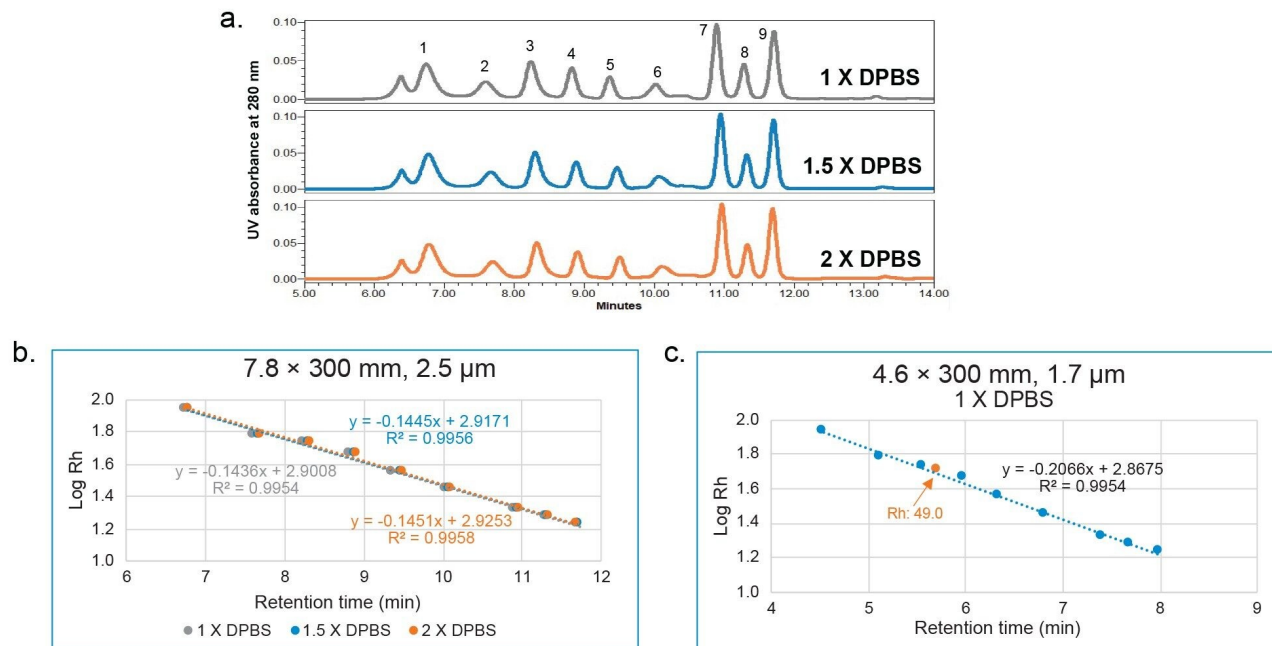 a.
0.10
0.05
0.00
1 2 3 4 5 6 7 8 9
1 X DPBS
0.10
0.05
0.00
1.5 X DPBS
0.10
0.05
0.00
2 X DPBS
UV absorbance at 280 nm
5.00 6.00 7.00 8.00 9.00 10.00 11.00 12.00 13.00 14.00
Minutes
b.
7.8 × 300 mm, 2.5 µm
Log Rh
2.0
1.8
1.6
1.4
1.2
1.0
y = -0.1445x + 2.9171
R² = 0.9956
y = -0.1436x + 2.9008
R² = 0.9954
y = -0.1451x + 2.9253
R² = 0.9958
6 7 8 9 10 11 12
Retention time (min)
1 X DPBS 1.5 X DPBS 2 X DPBS
c.
4.6 × 300 mm, 1.7 µm
1 X DPBS
Log Rh
2.0
1.8
1.6
1.4
1.2
1.0
y = -0.2066x + 2.8675
R² = 0.9954
Rh: 49.0
4 5 6 7 8 9
Retention time (min)